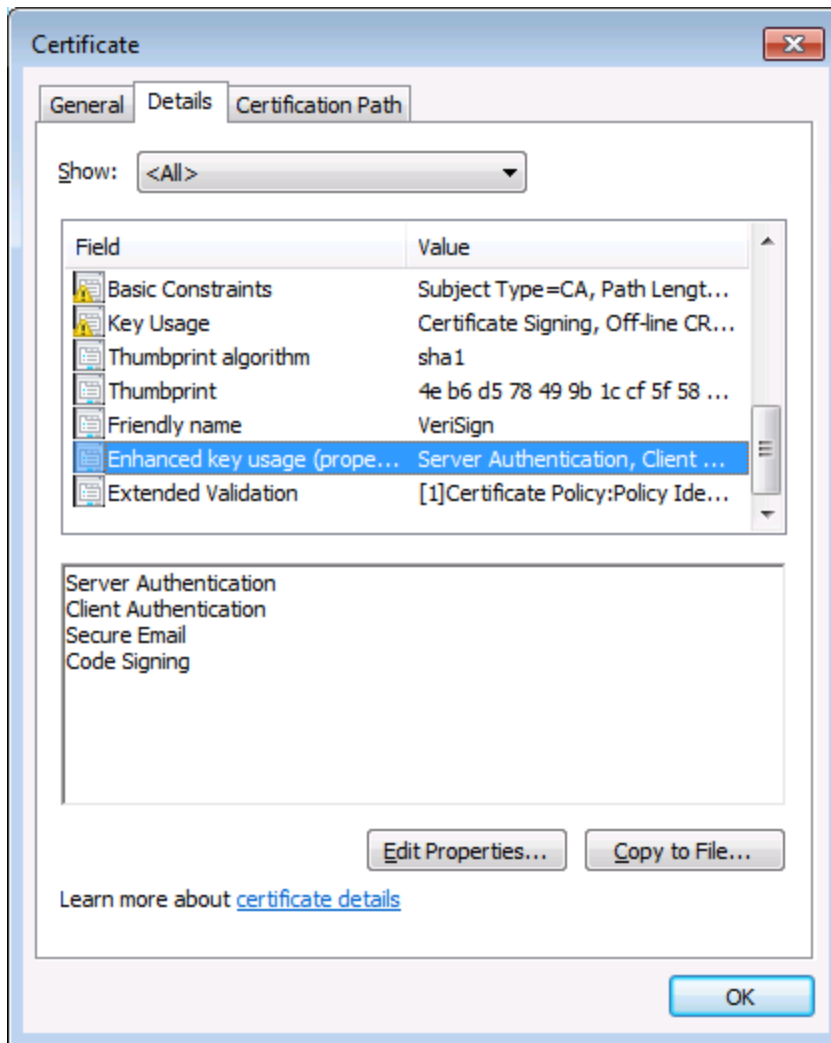 Certificate
General Details Certification Path
Show: <All>
Field Value
Basic Constraints Subject Type=CA, Path Lengt...
Key Usage Certificate Signing, Off-line CR...
Thumbprint algorithm sha1
Thumbprint 4e b6 d5 78 49 9b 1c cf 5f 58 ...
Friendly name VeriSign
Enhanced key usage (prope... Server Authentication, Client ...
Extended Validation [1]Certificate Policy:Policy Ide...
Server Authentication
Client Authentication
Secure Email
Code Signing
Edit Properties... Copy to File...
Learn more about certificate details
OK